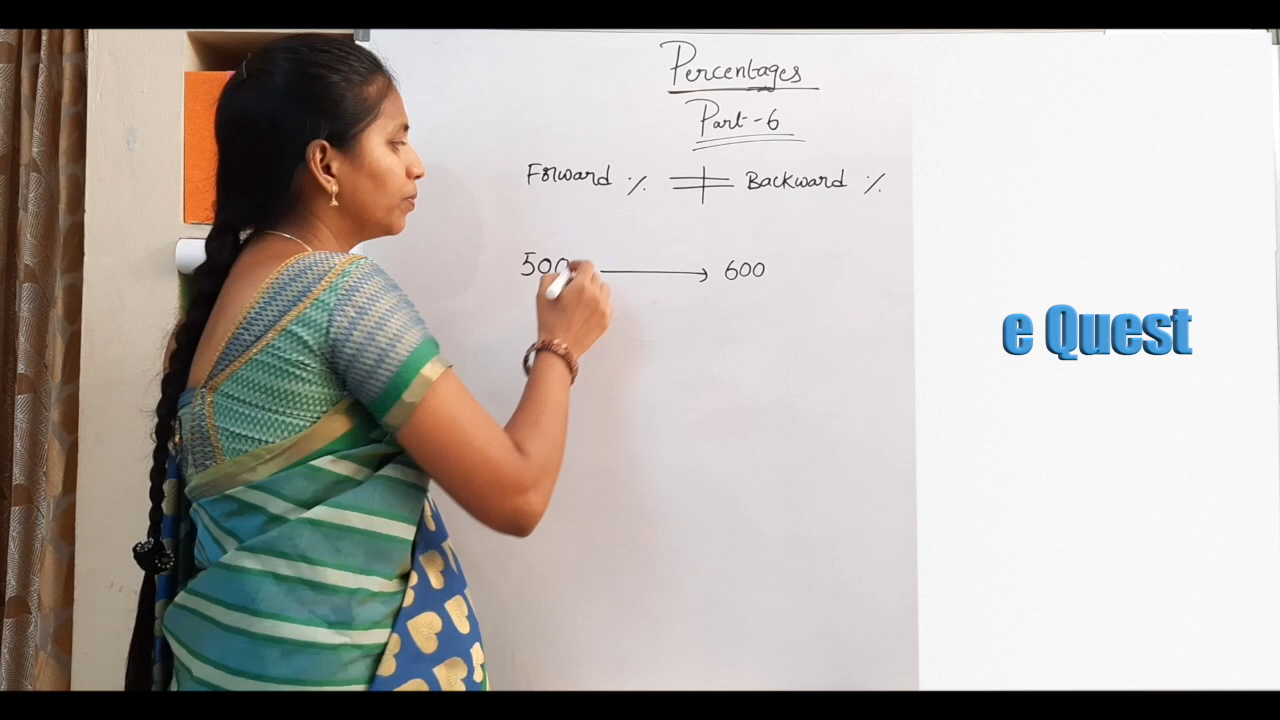 Percentages
Part-6
Forward % ≠ Backward %
500 → 600
e Quest